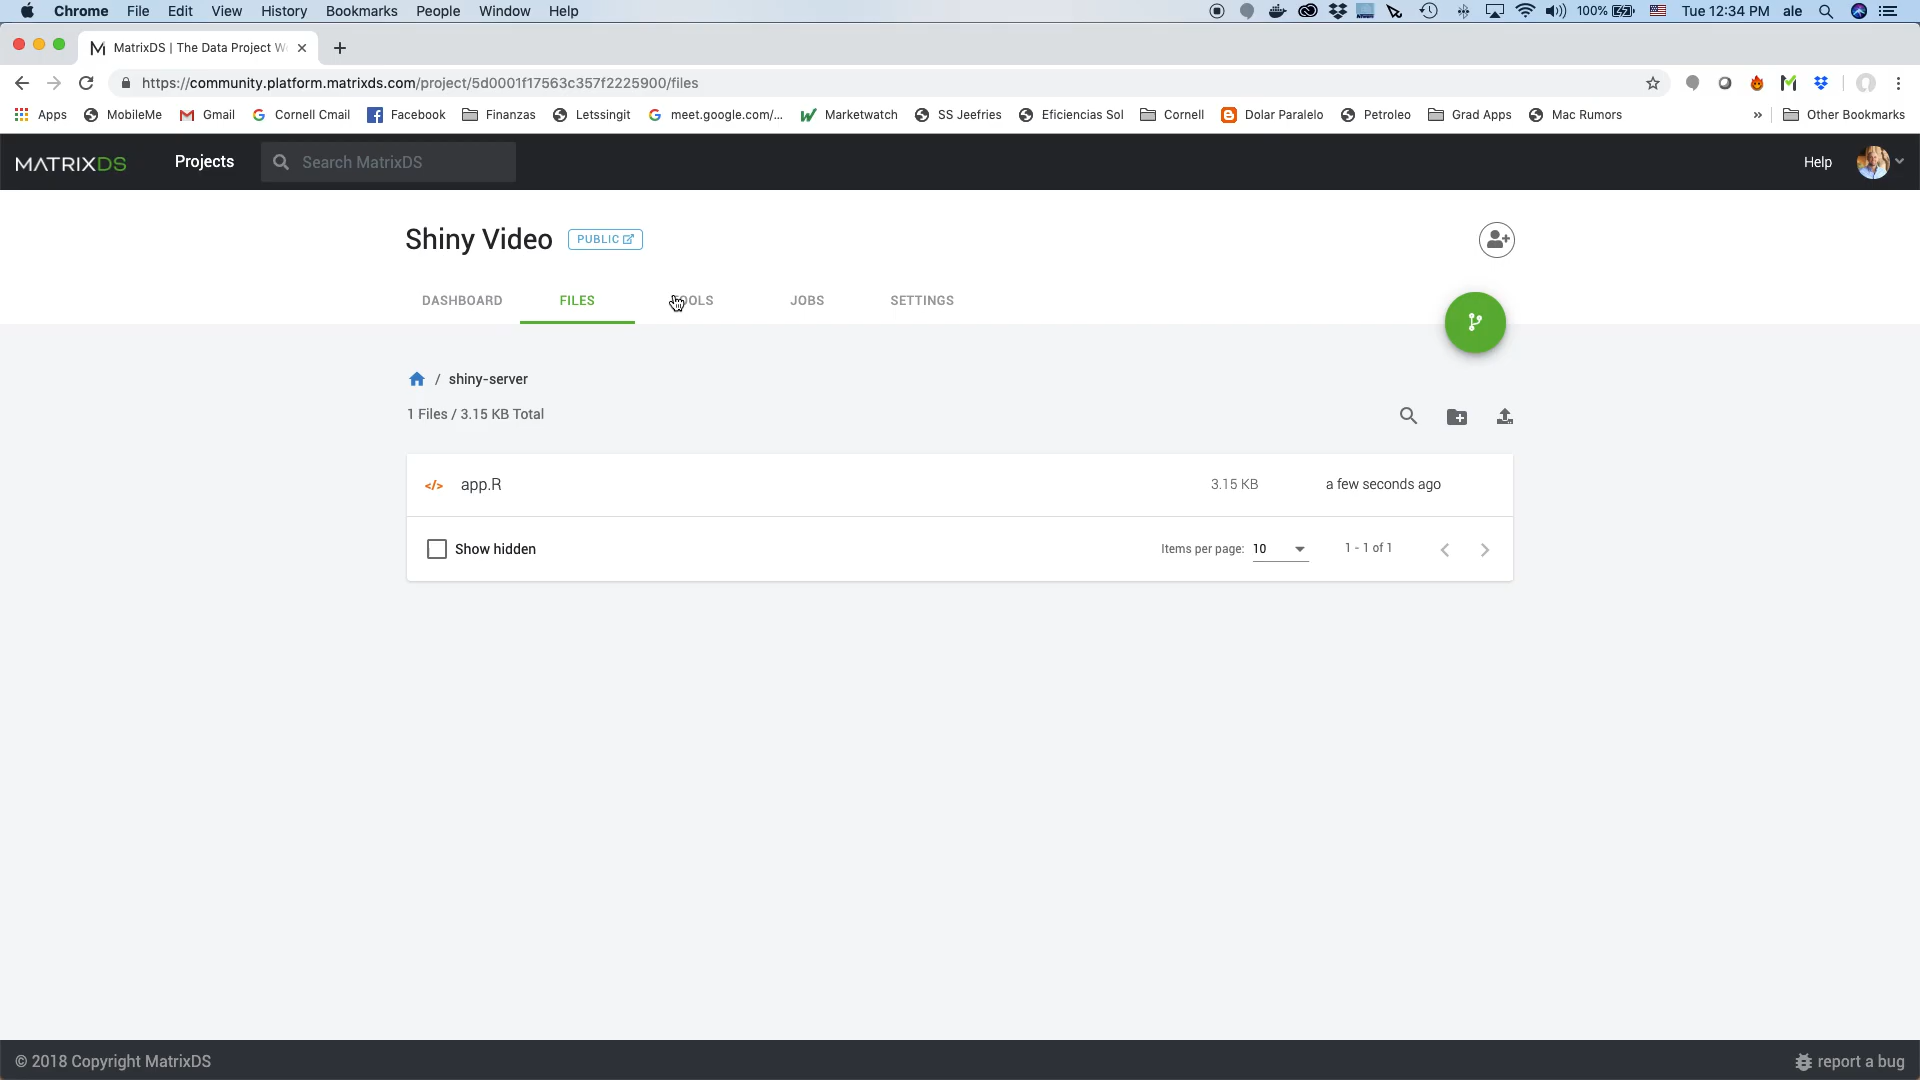 Chrome File Edit View History Bookmarks People Window Help 100% Tue 12:34 PM ale
MatrixDS | The Data Project W
https://community.platform.matrixds.com/project/5d0001f17563c357f2225900/files
Apps MobileMe Gmail Cornell Cmail Facebook Finanzas Letssingit meet.google.com/... Marketwatch SS Jeefries Eficiencias Sol Cornell Dolar Paralelo Petroleo Grad Apps Mac Rumors » Other Bookmarks
MATRIXDS Projects Search MatrixDS Help
Shiny Video PUBLIC
DASHBOARD FILES OOLS JOBS SETTINGS
/ shiny-server
1 Files / 3.15 KB Total
</> app.R 3.15 KB a few seconds ago
Show hidden Items per page: 10 1 - 1 of 1
© 2018 Copyright MatrixDS report a bug